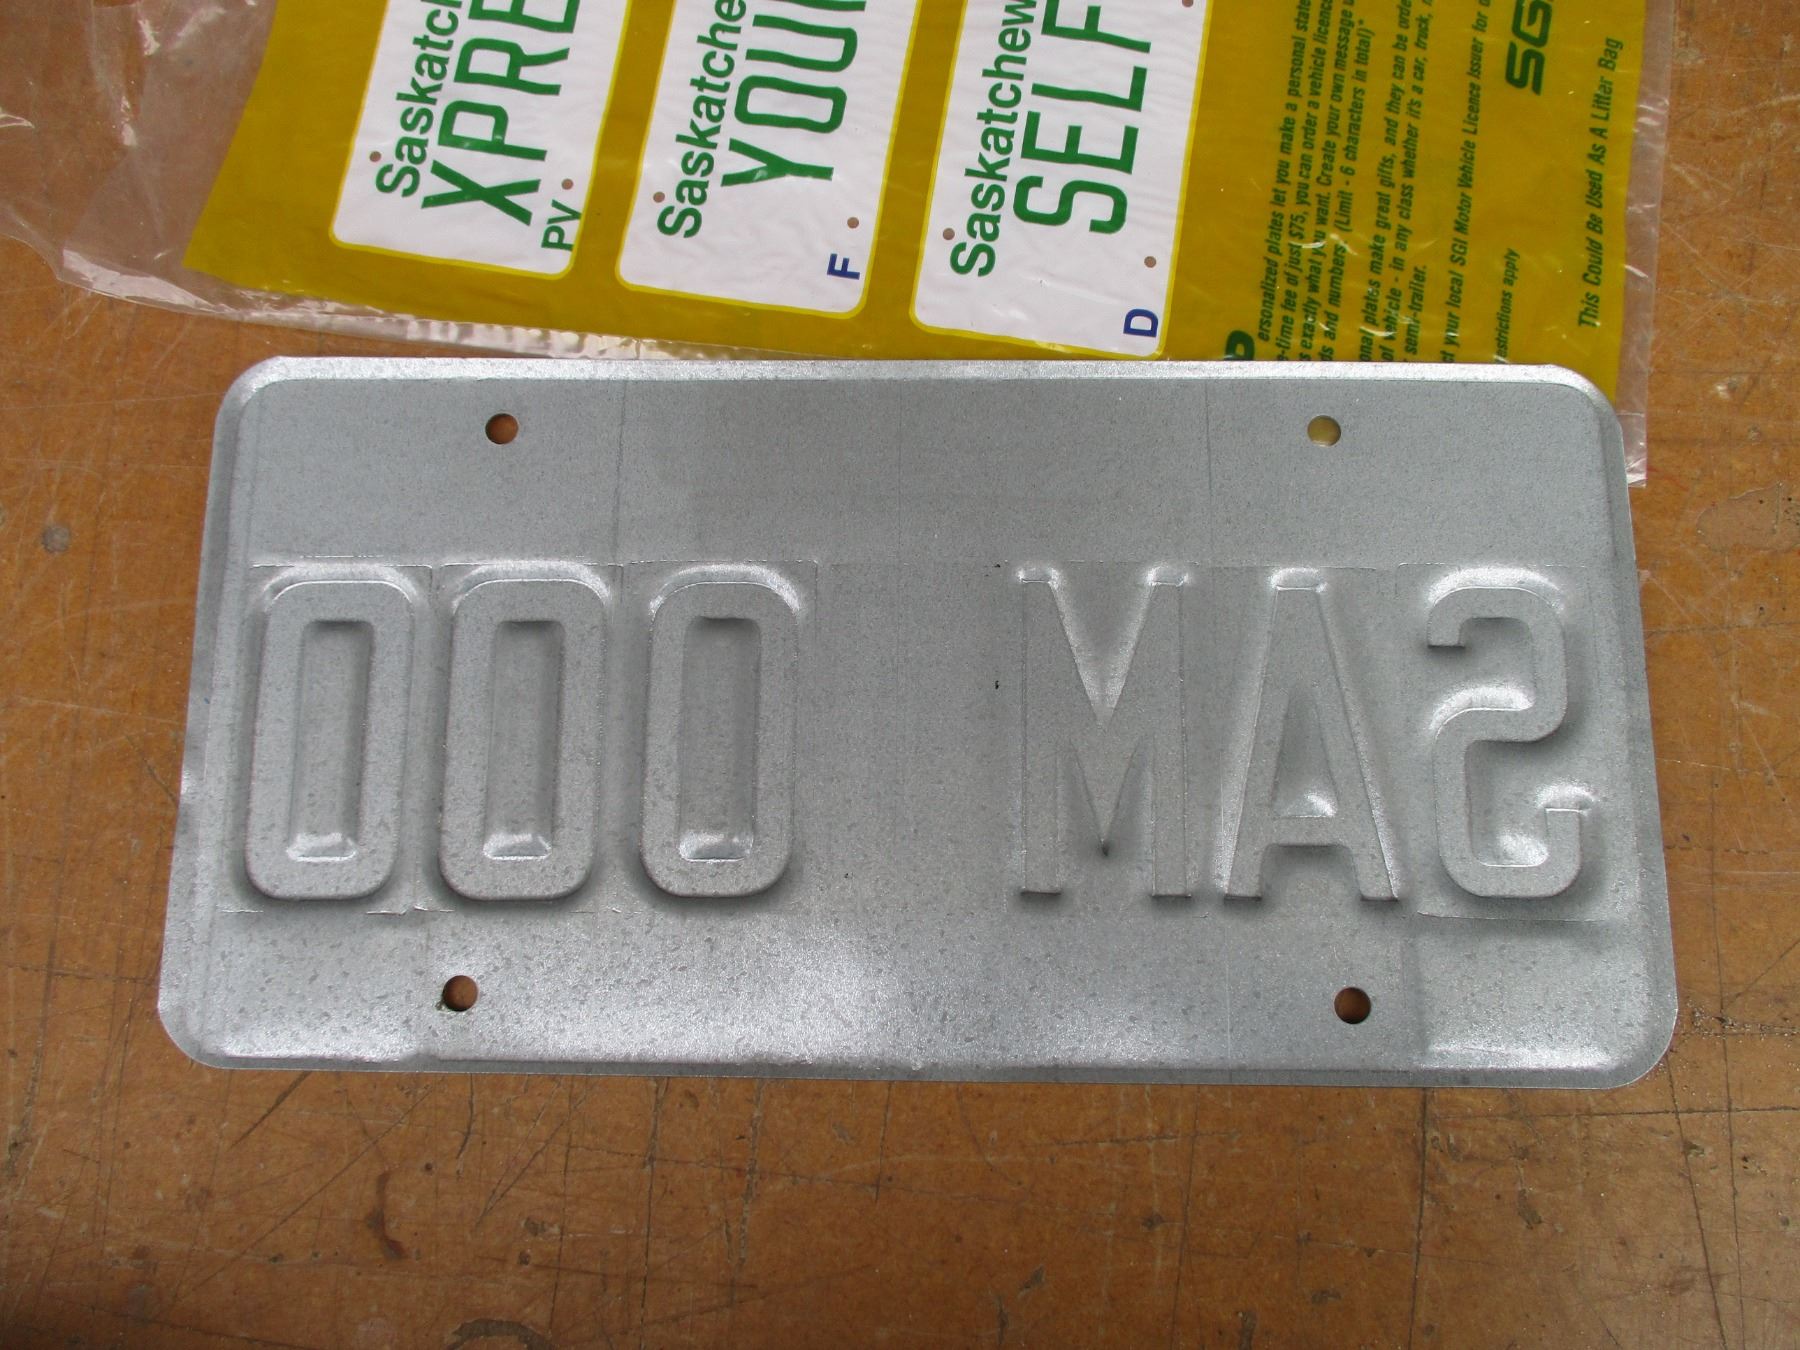 Saskatch
XPRE
PV
Saskatche
YOU
F
Saskatchew
SELF
D
P
ersonalized plates let you make a personal state
-time fee of just $75, you can order a vehicle licence
s exactly what you want. Create your own message
ds and numbers (Limit - 6 characters in total)*
onal plates make great gifts, and they can be orde
of vehicle - in any class whether it's a car, truck,
semi-trailer.
ct your local SGI Motor Vehicle Licence Issuer for
strictions apply
SG
This Could Be Used As A Litter Bag
SAM 000